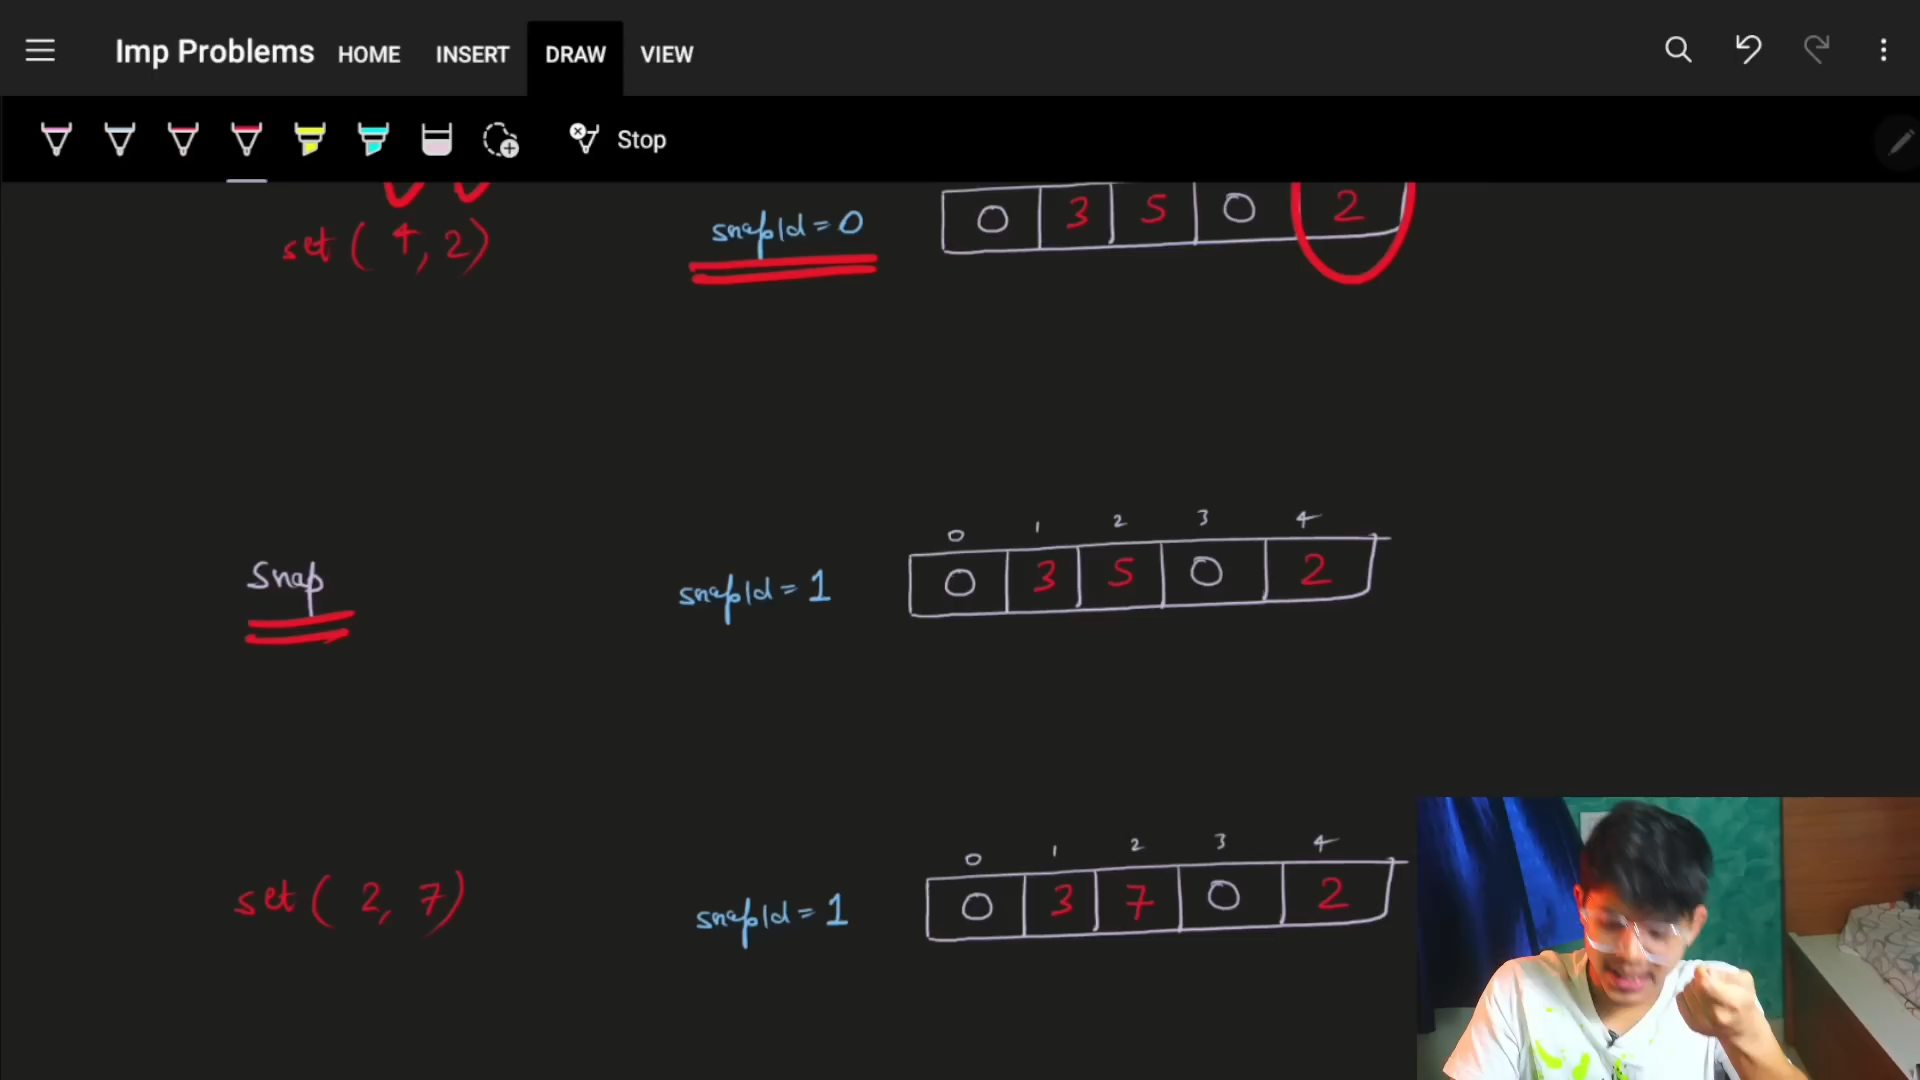 Imp Problems HOME INSERT DRAW VIEW
Stop
set ( 4, 2) snapId = 0 0 3 5 0 2
0 1 2 3 4
Snap snapId = 1 0 3 5 0 2
0 1 2 3 4
set ( 2, 7) snapId = 1 0 3 7 0 2